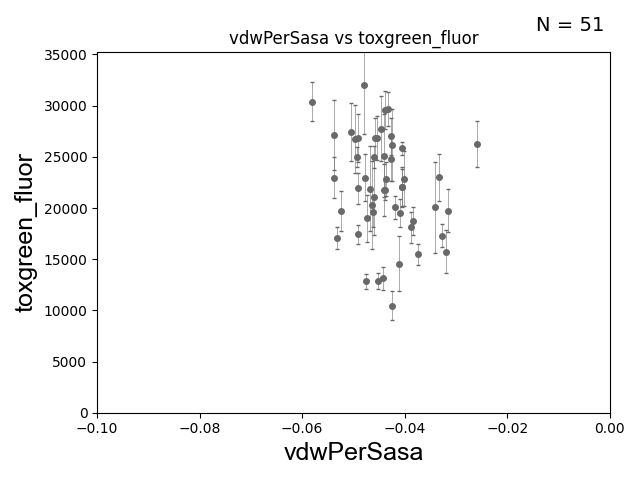 N = 51
vdwPerSasa vs toxgreen_fluor
35000
30000
25000
20000
15000
10000
5000
0
toxgreen_fluor
−0.10 −0.08 −0.06 −0.04 −0.02 0.00
vdwPerSasa